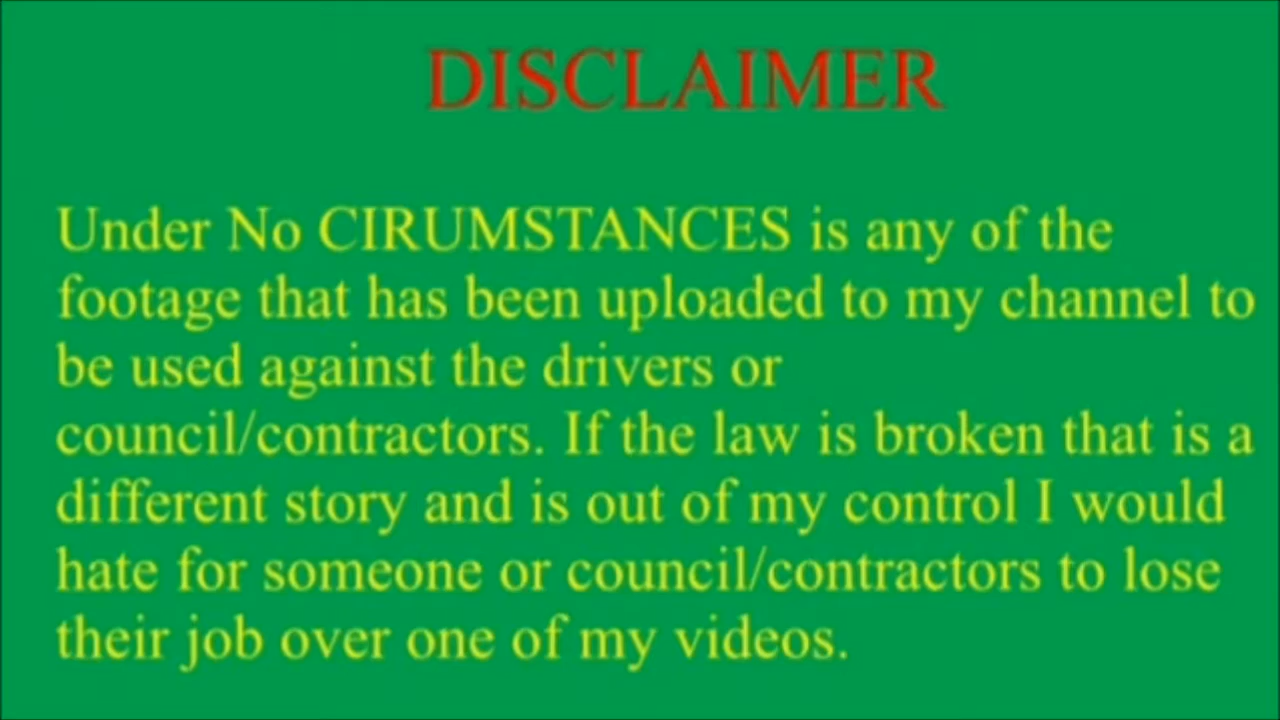 DISCLAIMER
Under No CIRUMSTANCES is any of the
footage that has been uploaded to my channel to
be used against the drivers or
council/contractors. If the law is broken that is a
different story and is out of my control I would
hate for someone or council/contractors to lose
their job over one of my videos.